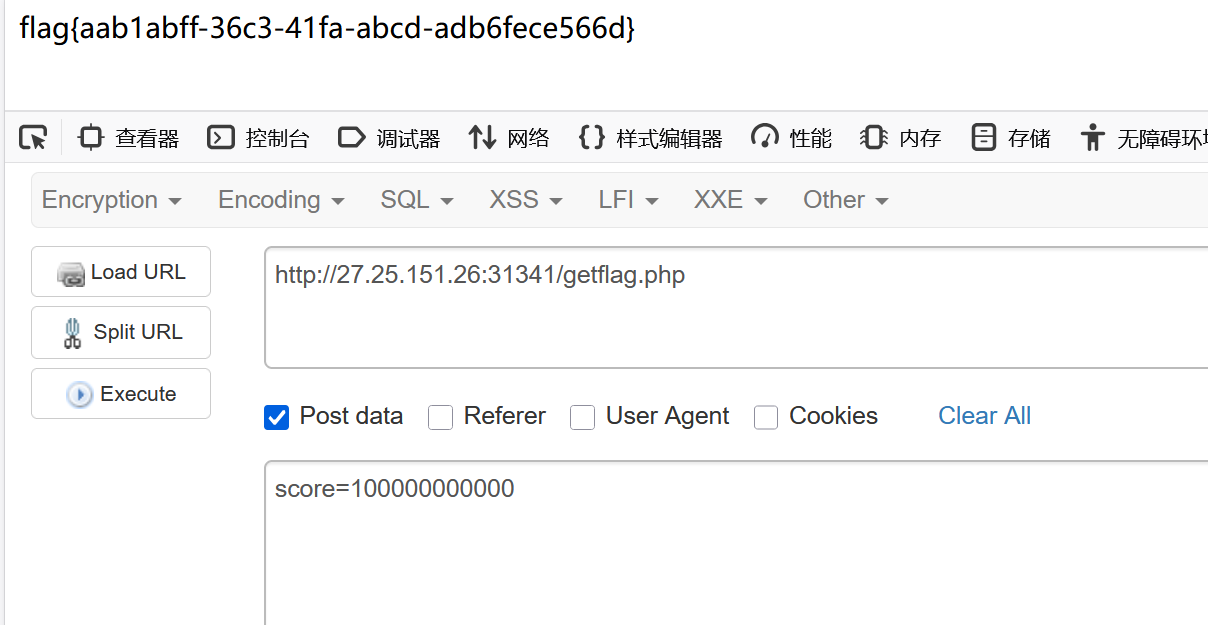 flag{aab1abff-36c3-41fa-abcd-adb6fece566d}
查看器 控制台 调试器 网络 {} 样式编辑器 性能 内存 存储 无障碍环
Encryption Encoding SQL XSS LFI XXE Other
Load URL
http://27.25.151.26:31341/getflag.php
Split URL
Execute
Post data Referer User Agent Cookies Clear All
score=100000000000